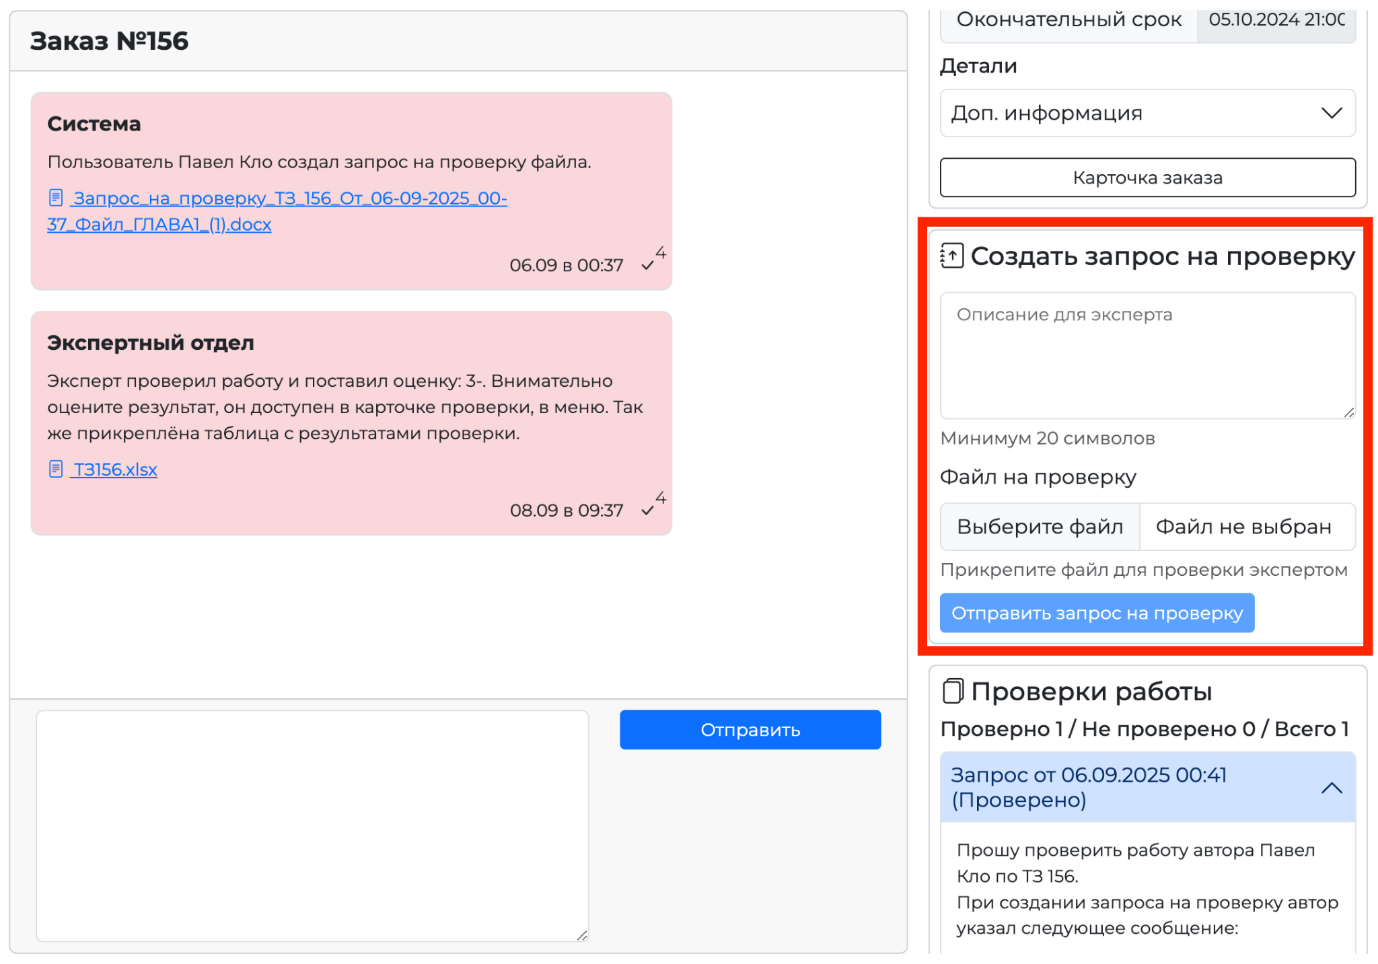 Заказ №156
Система
Пользователь Павел Кло создал запрос на проверку файла.
Запрос_на_проверку_ТЗ_156_От_06-09-2025_00-
37_Файл_ГЛАВА1_(1).docx
06.09 в 00:37
4
Экспертный отдел
Эксперт проверил работу и поставил оценку: 3-. Внимательно
оцените результат, он доступен в карточке проверки, в меню. Так
же прикреплёна таблица с результатами проверки.
ТЗ156.xlsx
08.09 в 09:37
4
Отправить
Окончательный срок
05.10.2024 21:00
Детали
Доп. информация
Карточка заказа
Создать запрос на проверку
Описание для эксперта
Минимум 20 символов
Файл на проверку
Выберите файл
Файл не выбран
Прикрепите файл для проверки экспертом
Отправить запрос на проверку
Проверки работы
Проверно 1 / Не проверено 0 / Всего 1
Запрос от 06.09.2025 00:41
(Проверено)
Прошу проверить работу автора Павел
Кло по ТЗ 156.
При создании запроса на проверку автор
указал следующее сообщение: